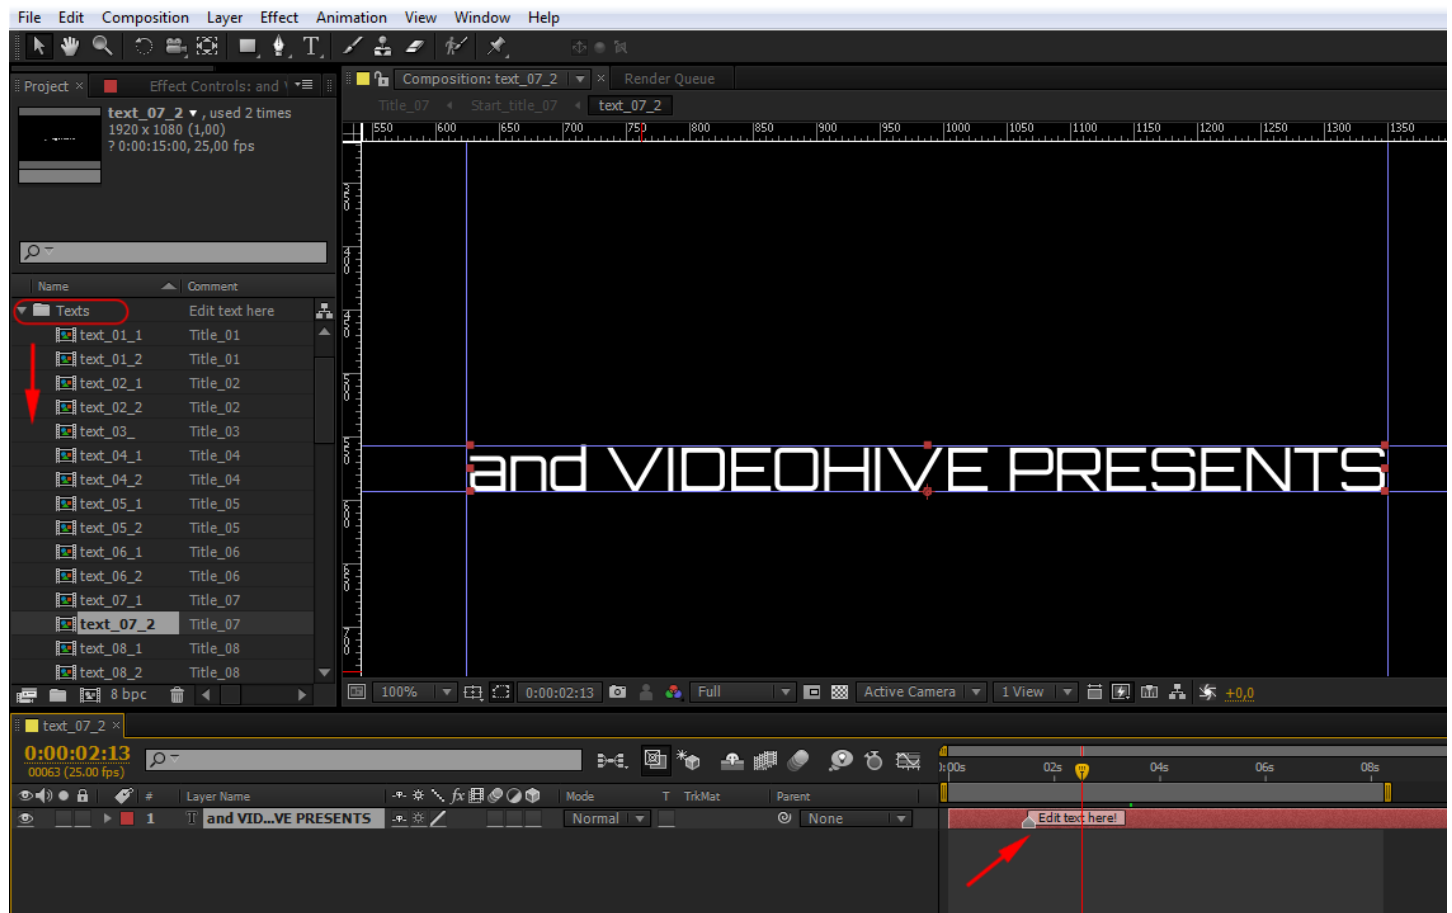 File Edit Composition Layer Effect Animation View Window Help
Project × Effect Controls: and
Composition: text_07_2 × Render Queue
Title_07 Start_title_07 text_07_2
text_07_2 , used 2 times
1920 x 1080 (1,00)
? 0:00:15:00, 25,00 fps
550 600 650 700 750 800 850 900 950 1000 1050 1100 1150 1200 1250 1300 1350
Name Comment
Texts Edit text here
text_01_1 Title_01
text_01_2 Title_01
text_02_1 Title_02
text_02_2 Title_02
text_03_ Title_03
text_04_1 Title_04
text_04_2 Title_04
text_05_1 Title_05
text_05_2 Title_05
text_06_1 Title_06
text_06_2 Title_06
text_07_1 Title_07
text_07_2 Title_07
text_08_1 Title_08
text_08_2 Title_08
and VIDEOHIVE PRESENTS
8 bpc
100% 0:00:02:13 Full Active Camera 1 View +0,0
text_07_2 ×
0:00:02:13
00063 (25.00 fps)
):00s 02s 04s 06s 08s
# Layer Name fx Mode T TrkMat Parent
1 T and VID...VE PRESENTS Normal None
Edit text here!